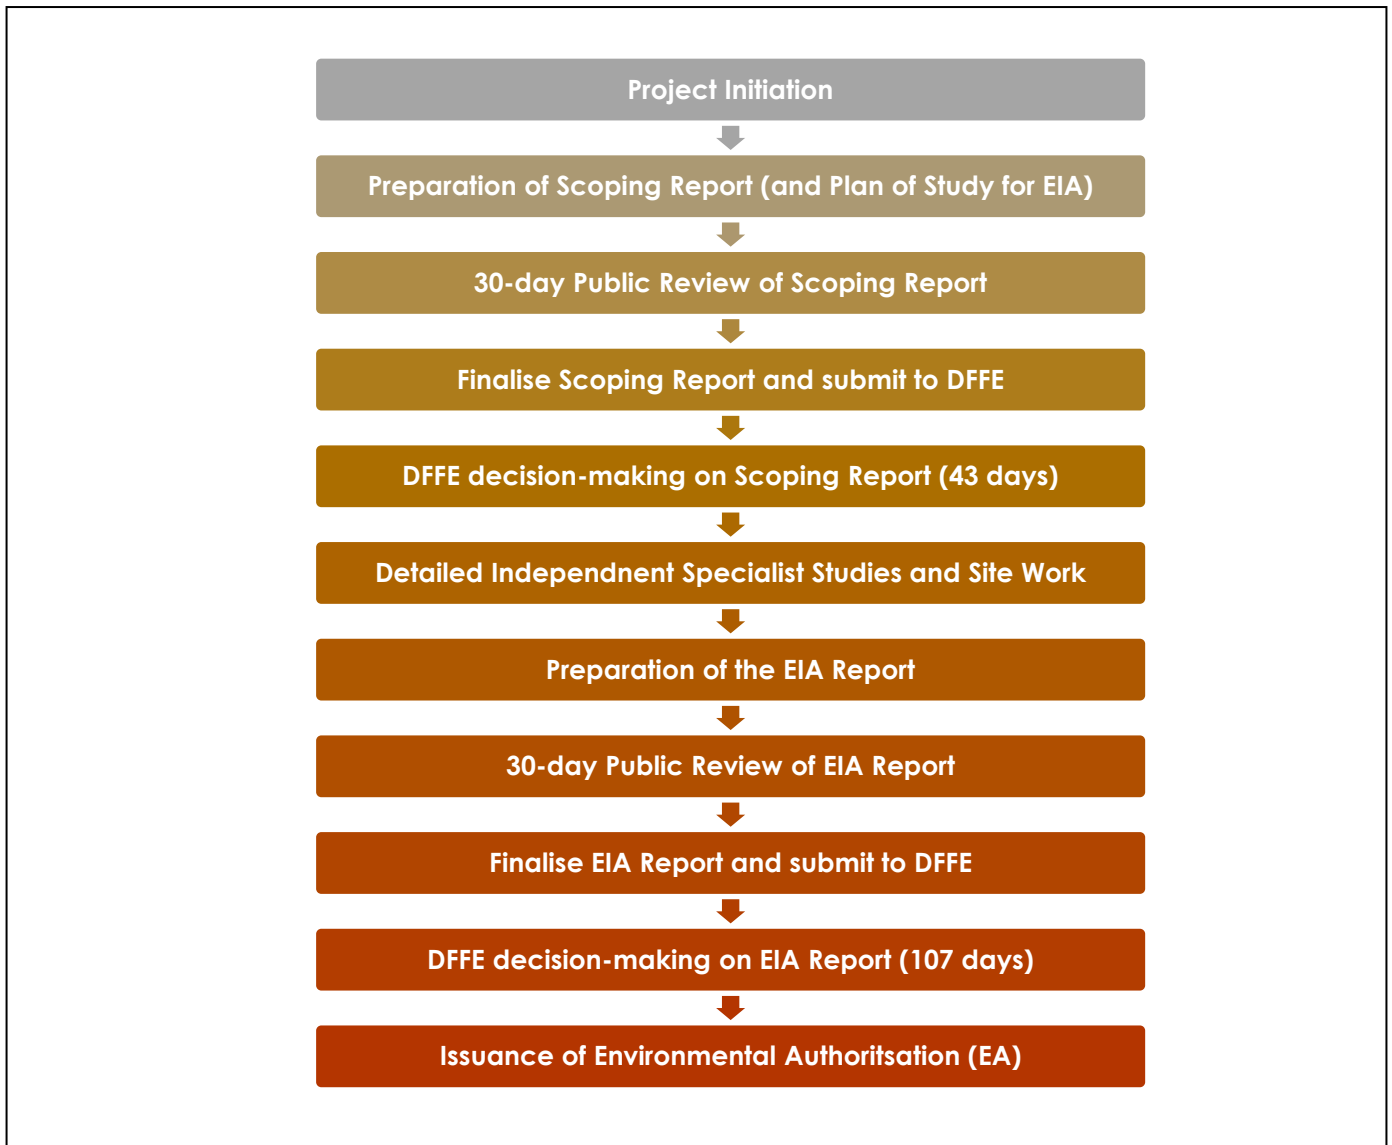 Project Initiation
Preparation of Scoping Report (and Plan of Study for EIA)
30-day Public Review of Scoping Report
Finalise Scoping Report and submit to DFFE
DFFE decision-making on Scoping Report (43 days)
Detailed Indepednent Specialist Studies and Site Work
Preparation of the EIA Report
30-day Public Review of EIA Report
Finalise EIA Report and submit to DFFE
DFFE decision-making on EIA Report (107 days)
Issuance of Environmental Authoritsation (EA)